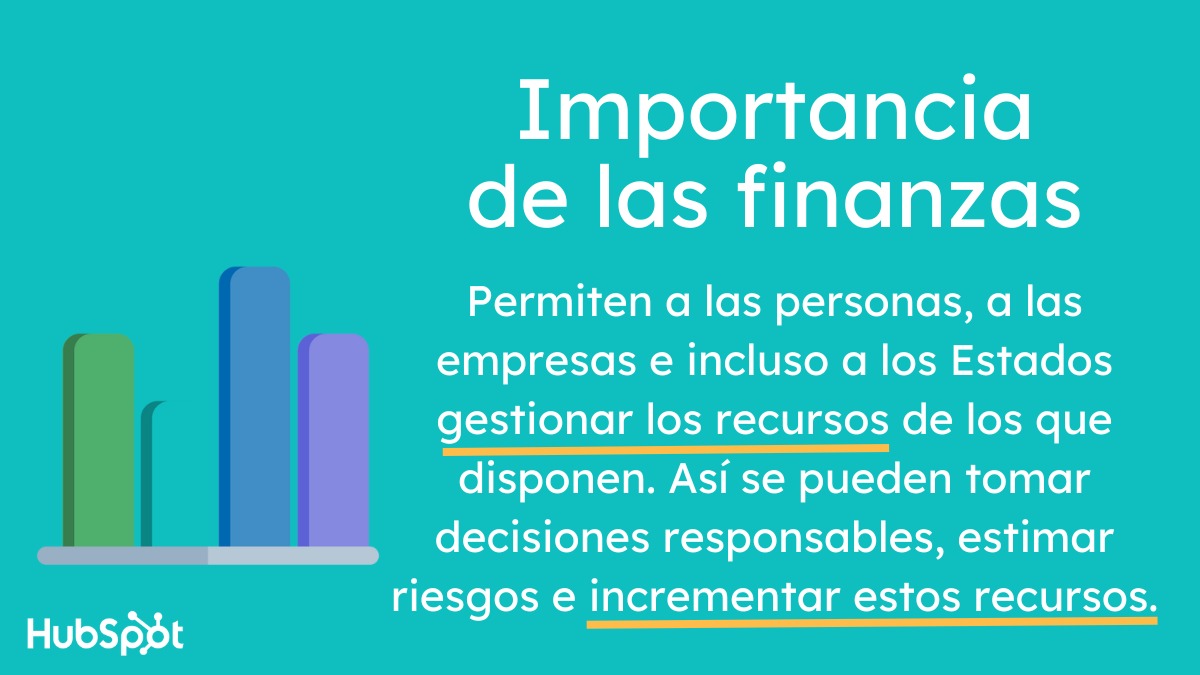 Importancia
de las finanzas
Permiten a las personas, a las
empresas e incluso a los Estados
gestionar los recursos de los que
disponen. Así se pueden tomar
decisiones responsables, estimar
riesgos e incrementar estos recursos.
HubSpot